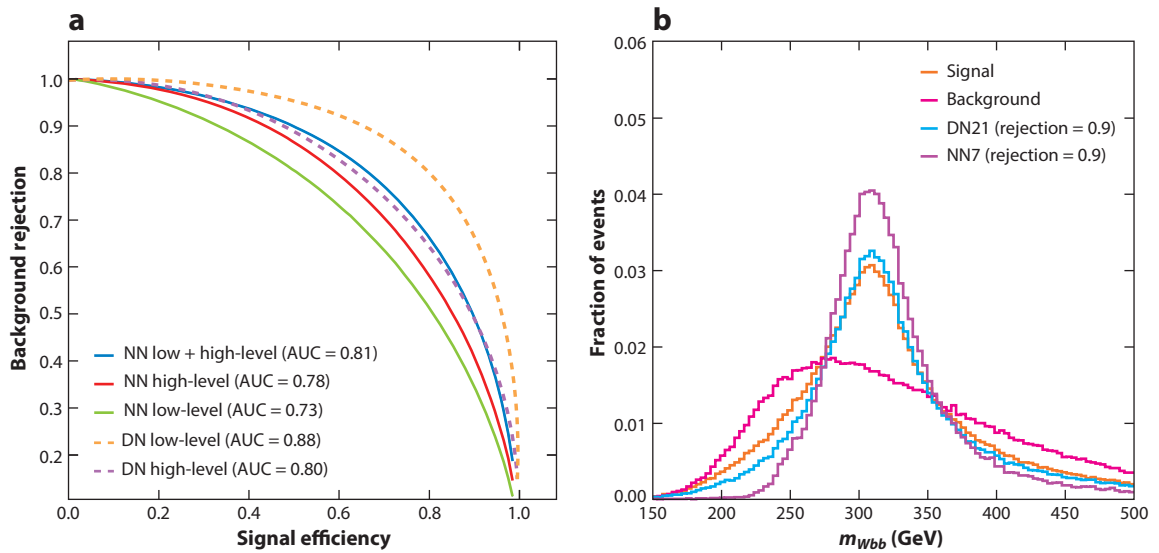 a
Background rejection
1.0
0.9
0.8
0.7
0.6
0.5
0.4
0.3
0.2
NN low + high-level (AUC = 0.81)
NN high-level (AUC = 0.78)
NN low-level (AUC = 0.73)
DN low-level (AUC = 0.88)
DN high-level (AUC = 0.80)
0.0 0.2 0.4 0.6 0.8 1.0
Signal efficiency
b
Fraction of events
0.06
0.05
0.04
0.03
0.02
0.01
0.00
Signal
Background
DN21 (rejection = 0.9)
NN7 (rejection = 0.9)
150 200 250 300 350 400 450 500
mWbb (GeV)